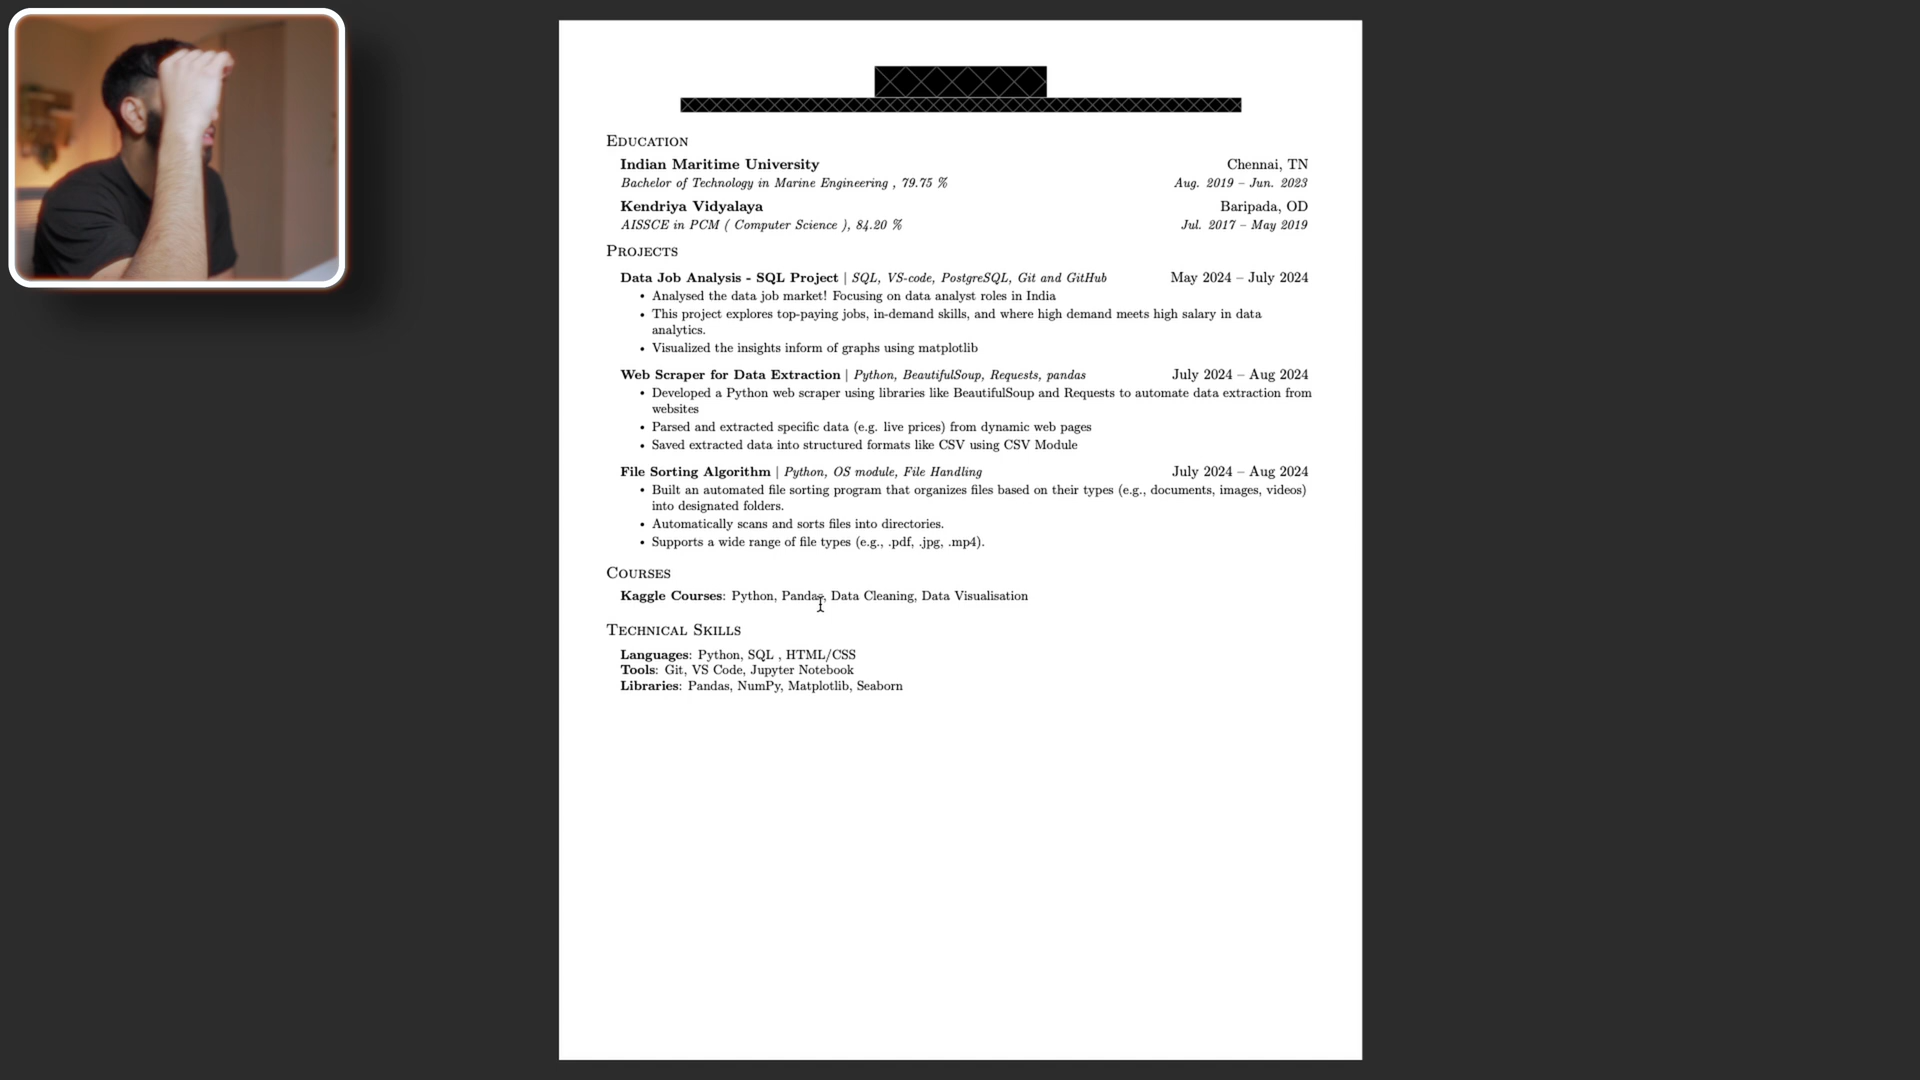 Education
Indian Maritime University Chennai, TN
Bachelor of Technology in Marine Engineering , 79.75 % Aug. 2019 – Jun. 2023
Kendriya Vidyalaya Baripada, OD
AISSCE in PCM ( Computer Science ), 84.20 % Jul. 2017 – May 2019
Projects
Data Job Analysis - SQL Project | SQL, VS-code, PostgreSQL, Git and GitHub May 2024 – July 2024
• Analysed the data job market! Focusing on data analyst roles in India
• This project explores top-paying jobs, in-demand skills, and where high demand meets high salary in data
analytics.
• Visualized the insights inform of graphs using matplotlib
Web Scraper for Data Extraction | Python, BeautifulSoup, Requests, pandas July 2024 – Aug 2024
• Developed a Python web scraper using libraries like BeautifulSoup and Requests to automate data extraction from
websites
• Parsed and extracted specific data (e.g. live prices) from dynamic web pages
• Saved extracted data into structured formats like CSV using CSV Module
File Sorting Algorithm | Python, OS module, File Handling July 2024 – Aug 2024
• Built an automated file sorting program that organizes files based on their types (e.g., documents, images, videos)
into designated folders.
• Automatically scans and sorts files into directories.
• Supports a wide range of file types (e.g., .pdf, .jpg, .mp4).
Courses
Kaggle Courses: Python, Pandas, Data Cleaning, Data Visualisation
Technical Skills
Languages: Python, SQL , HTML/CSS
Tools: Git, VS Code, Jupyter Notebook
Libraries: Pandas, NumPy, Matplotlib, Seaborn